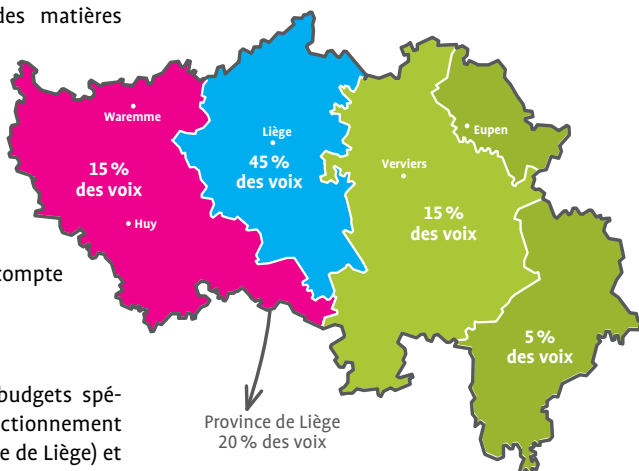 des matières
Waremme
15 %
des voix
Huy
Liège
45 %
des voix
Verviers
15 %
des voix
Eupen
5 %
des voix
compte
budgets spé-
ctionnement
e de Liège) et
Province de Liège
20 % des voix